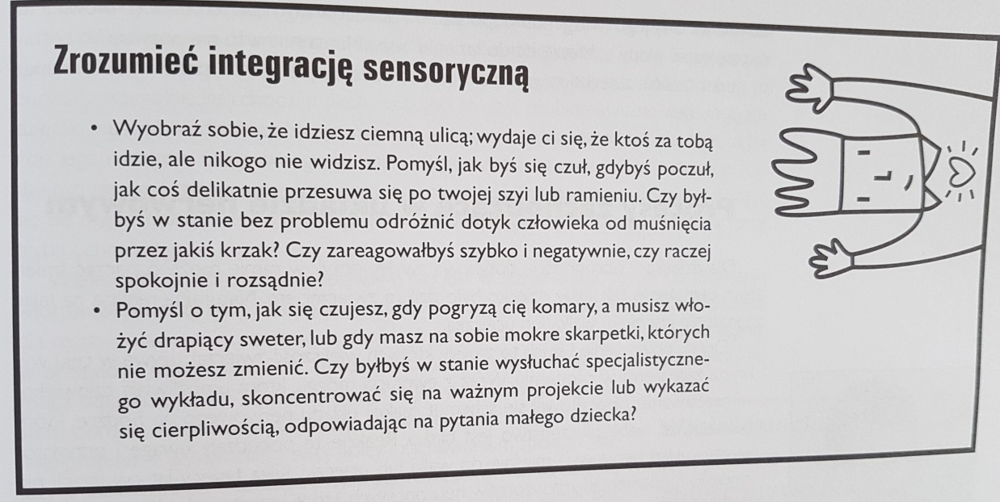 Zrozumieć integrację sensoryczną
• Wyobraź sobie, że idziesz ciemną ulicą; wydaje ci się, że ktoś za tobą
idzie, ale nikogo nie widzisz. Pomyśl, jak byś się czuł, gdybyś poczuł,
jak coś delikatnie przesuwa się po twojej szyi lub ramieniu. Czy był-
byś w stanie bez problemu odróżnić dotyk człowieka od muśnięcia
przez jakiś krzak? Czy zareagowałbyś szybko i negatywnie, czy raczej
spokojnie i rozsądnie?
• Pomyśl o tym, jak się czujesz, gdy pogryzą cię komary, a musisz wło-
żyć drapiący sweter, lub gdy masz na sobie mokre skarpetki, których
nie możesz zmienić. Czy byłbyś w stanie wysłuchać specjalistyczne-
go wykładu, skoncentrować się na ważnym projekcie lub wykazać
się cierpliwością, odpowiadając na pytania małego dziecka?